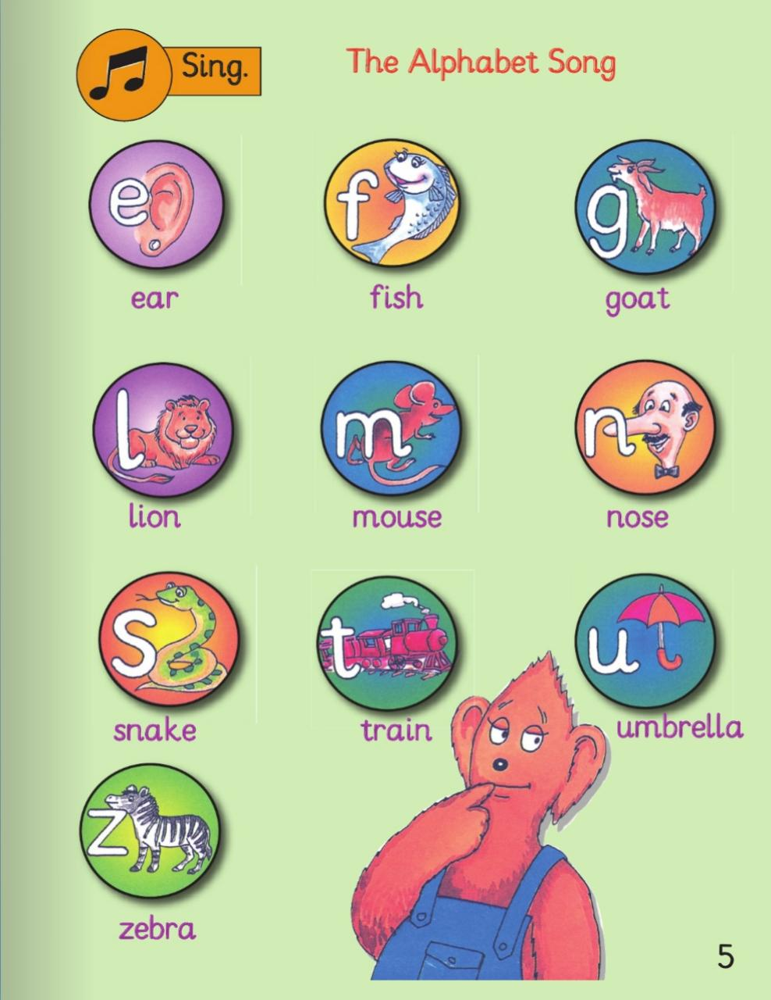 Sing.
The Alphabet Song
e f g
ear fish goat
l m n
lion mouse nose
s t u
snake train umbrella
z
zebra
5